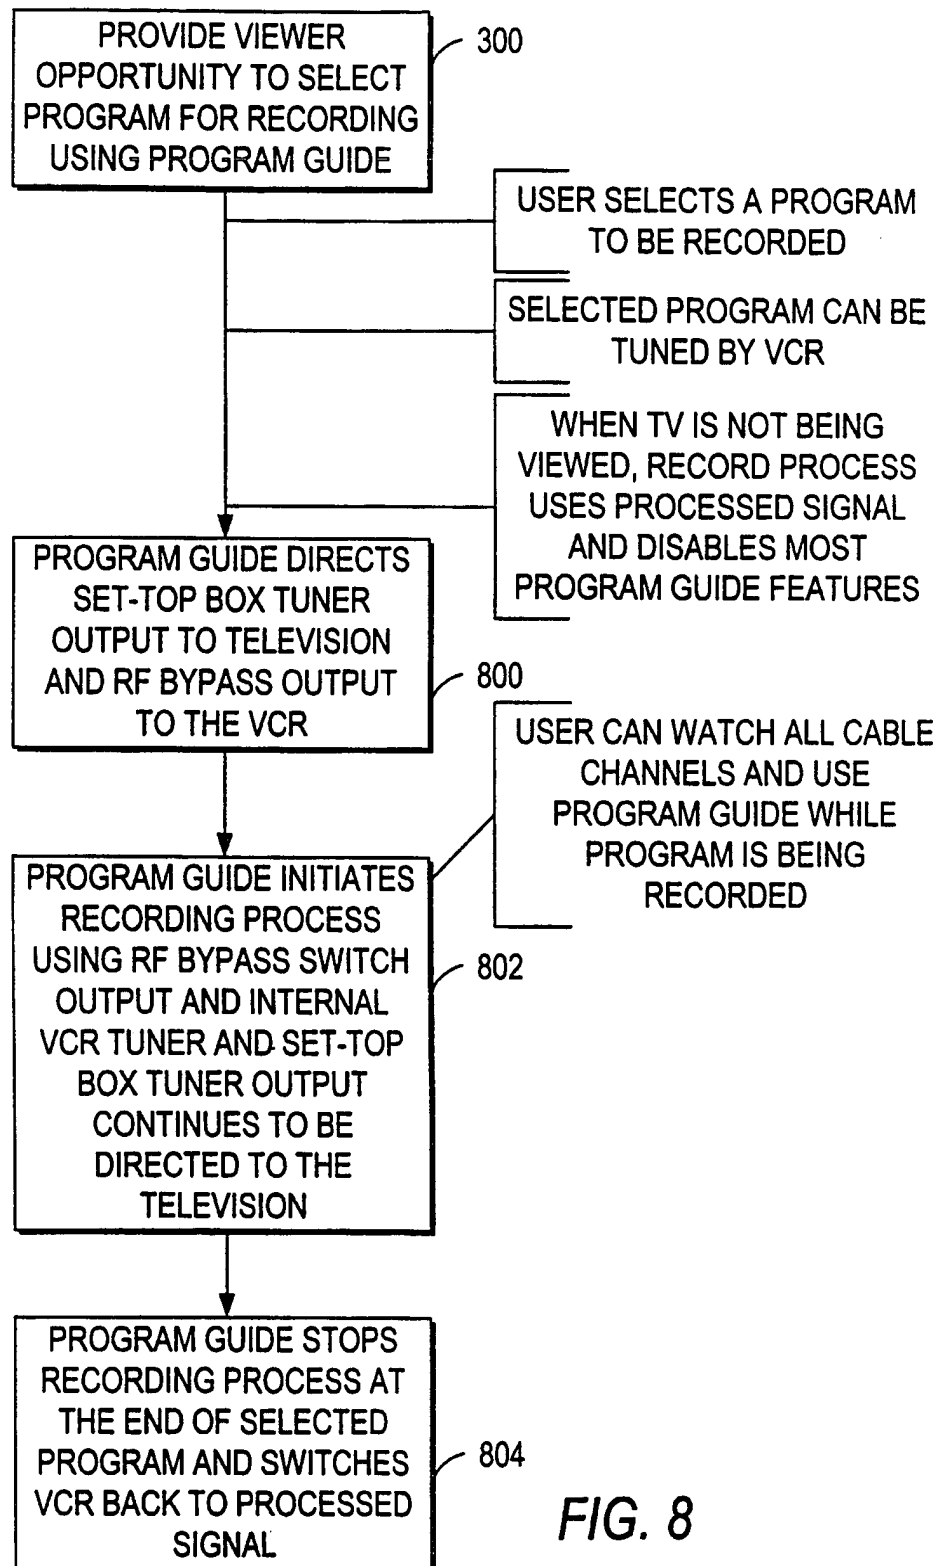 PROVIDE VIEWER
OPPORTUNITY TO SELECT
PROGRAM FOR RECORDING
USING PROGRAM GUIDE
300
USER SELECTS A PROGRAM
TO BE RECORDED
SELECTED PROGRAM CAN BE
TUNED BY VCR
WHEN TV IS NOT BEING
VIEWED, RECORD PROCESS
USES PROCESSED SIGNAL
AND DISABLES MOST
PROGRAM GUIDE FEATURES
PROGRAM GUIDE DIRECTS
SET-TOP BOX TUNER
OUTPUT TO TELEVISION
AND RF BYPASS OUTPUT
TO THE VCR
800
USER CAN WATCH ALL CABLE
CHANNELS AND USE
PROGRAM GUIDE WHILE
PROGRAM IS BEING
RECORDED
PROGRAM GUIDE INITIATES
RECORDING PROCESS
USING RF BYPASS SWITCH
OUTPUT AND INTERNAL
VCR TUNER AND SET-TOP
BOX TUNER OUTPUT
CONTINUES TO BE
DIRECTED TO THE
TELEVISION
802
PROGRAM GUIDE STOPS
RECORDING PROCESS AT
THE END OF SELECTED
PROGRAM AND SWITCHES
VCR BACK TO PROCESSED
SIGNAL
804
FIG. 8